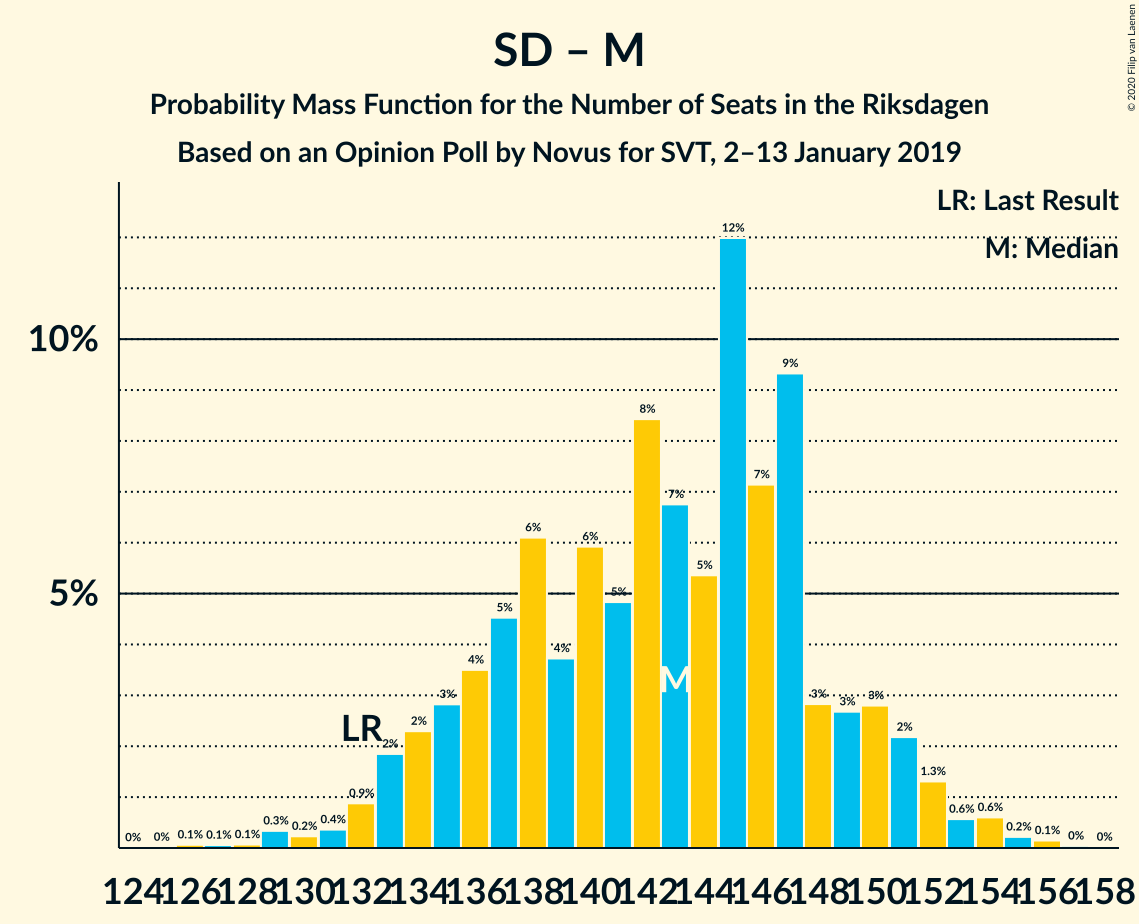 SD – M
Probability Mass Function for the Number of Seats in the Riksdagen
Based on an Opinion Poll by Novus for SVT, 2–13 January 2019
© 2020 Filip van Laenen
LR: Last Result
M: Median
10%
5%
0% 0% 0.1% 0.1% 0.1% 0.3% 0.2% 0.4% 0.9% 2% 2% 3% 4% 5% 6% 4% 6% 5% 8% 7% 5% 12% 7% 9% 3% 3% 3% 2% 1.3% 0.6% 0.6% 0.2% 0.1% 0% 0%
LR
M
124 126 128 130 132 134 136 138 140 142 144 146 148 150 152 154 156 158